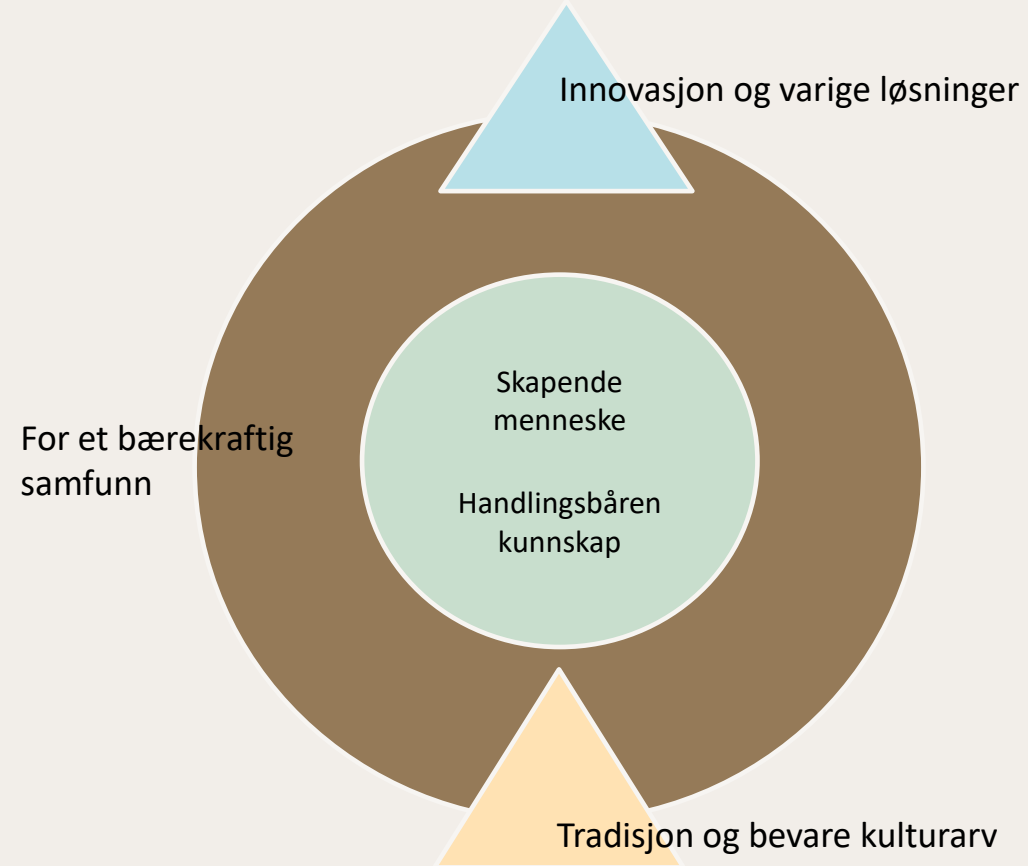 Innovasjon og varige løsninger
Skapende
menneske
For et bærekraftig
samfunn
Handlingsbåren
kunnskap
Tradisjon og bevare kulturarv